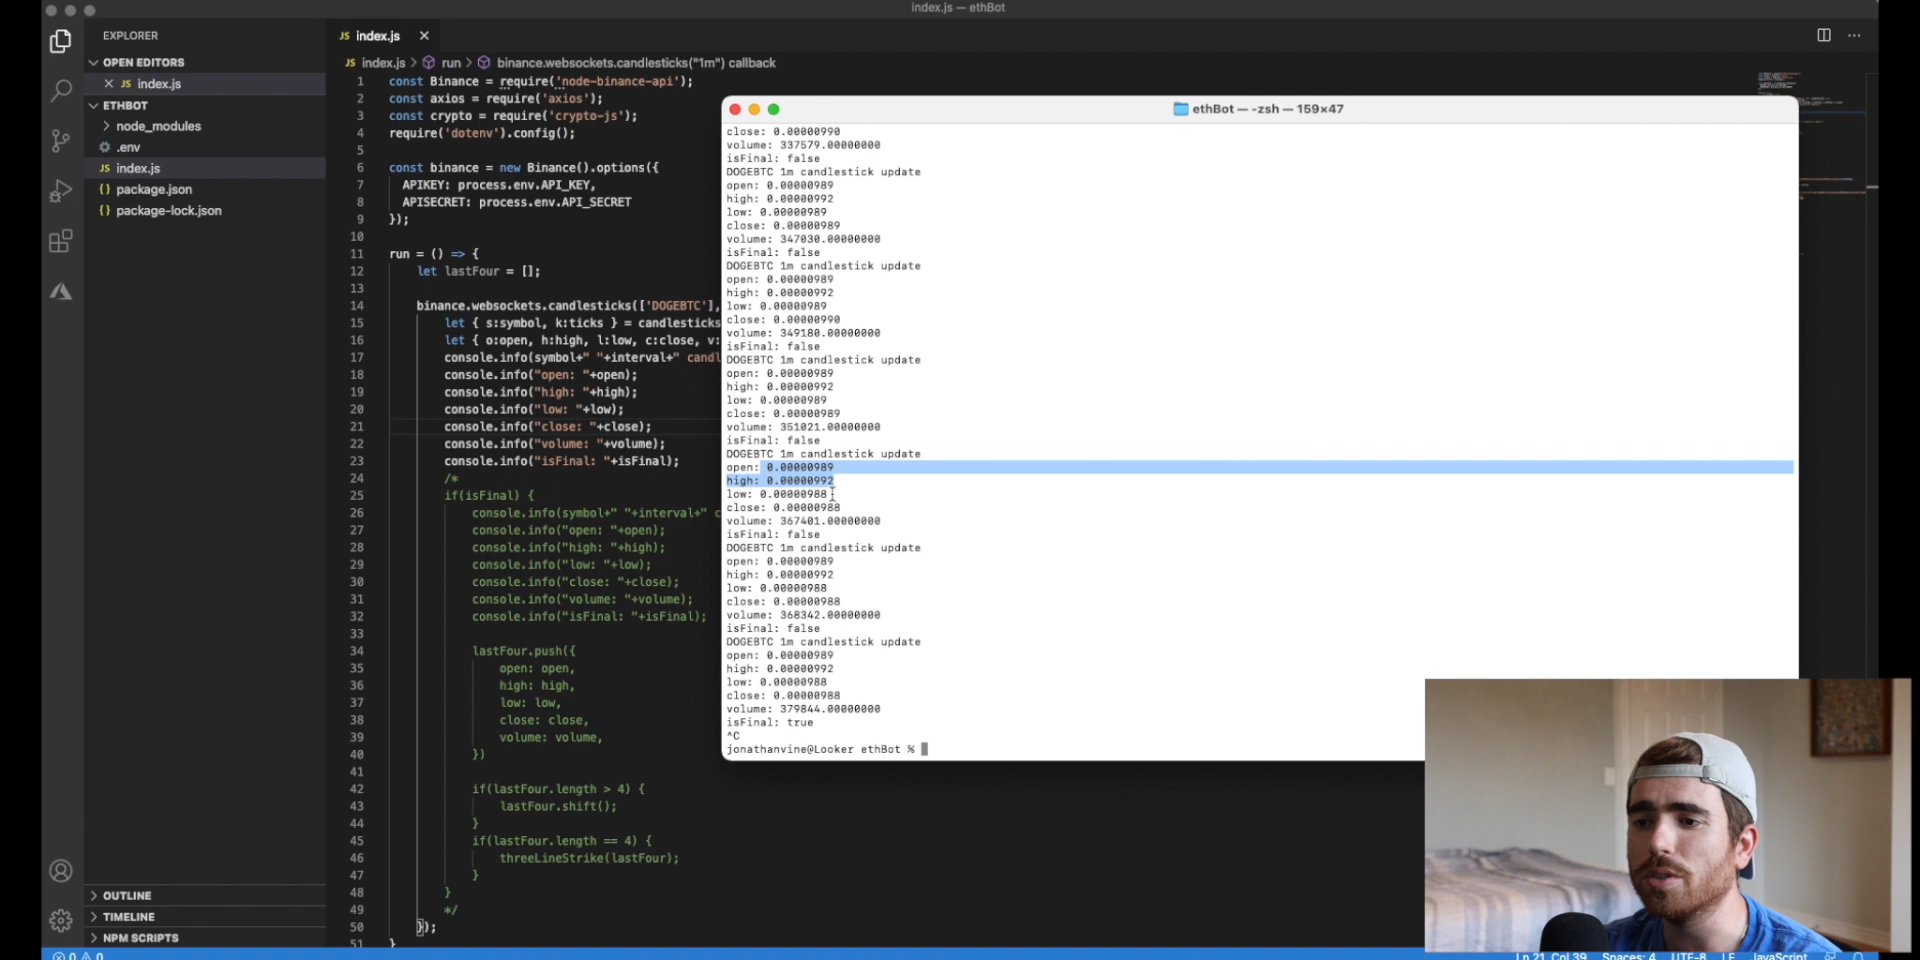 index.js — ethBot
EXPLORER
OPEN EDITORS
JS index.js
ETHBOT
node_modules
.env
JS index.js
{} package.json
{} package-lock.json
OUTLINE
TIMELINE
NPM SCRIPTS
JS index.js
JS index.js > run > binance.websockets.candlesticks("1m") callback
1 const Binance = require('node-binance-api');
2 const axios = require('axios');
3 const crypto = require('crypto-js');
4 require('dotenv').config();
5
6 const binance = new Binance().options({
7 APIKEY: process.env.API_KEY,
8 APISECRET: process.env.API_SECRET
9 });
10
11 run = () => {
12 let lastFour = [];
13
14 binance.websockets.candlesticks(['DOGEBTC'],
15 let { s:symbol, k:ticks } = candlesticks
16 let { o:open, h:high, l:low, c:close, v:
17 console.info(symbol+" "+interval+" candl
18 console.info("open: "+open);
19 console.info("high: "+high);
20 console.info("low: "+low);
21 console.info("close: "+close);
22 console.info("volume: "+volume);
23 console.info("isFinal: "+isFinal);
24 /*
25 if(isFinal) {
26 console.info(symbol+" "+interval+" c
27 console.info("open: "+open);
28 console.info("high: "+high);
29 console.info("low: "+low);
30 console.info("close: "+close);
31 console.info("volume: "+volume);
32 console.info("isFinal: "+isFinal);
33
34 lastFour.push({
35 open: open,
36 high: high,
37 low: low,
38 close: close,
39 volume: volume,
40 })
41
42 if(lastFour.length > 4) {
43 lastFour.shift();
44 }
45 if(lastFour.length == 4) {
46 threeLineStrike(lastFour);
47 }
48 }
49 */
50 });
51 }
ethBot — -zsh — 159×47
close: 0.00000990
volume: 337579.00000000
isFinal: false
DOGEBTC 1m candlestick update
open: 0.00000989
high: 0.00000992
low: 0.00000989
close: 0.00000989
volume: 347030.00000000
isFinal: false
DOGEBTC 1m candlestick update
open: 0.00000989
high: 0.00000992
low: 0.00000989
close: 0.00000990
volume: 349180.00000000
isFinal: false
DOGEBTC 1m candlestick update
open: 0.00000989
high: 0.00000992
low: 0.00000989
close: 0.00000989
volume: 351021.00000000
isFinal: false
DOGEBTC 1m candlestick update
open: 0.00000989
high: 0.00000992
low: 0.00000988
close: 0.00000988
volume: 367401.00000000
isFinal: false
DOGEBTC 1m candlestick update
open: 0.00000989
high: 0.00000992
low: 0.00000988
close: 0.00000988
volume: 368342.00000000
isFinal: false
DOGEBTC 1m candlestick update
open: 0.00000989
high: 0.00000992
low: 0.00000988
close: 0.00000988
volume: 379844.00000000
isFinal: true
^C
jonathanvine@Looker ethBot %
0 0
Ln 21, Col 39 Spaces: 4 UTF-8 LF JavaScript